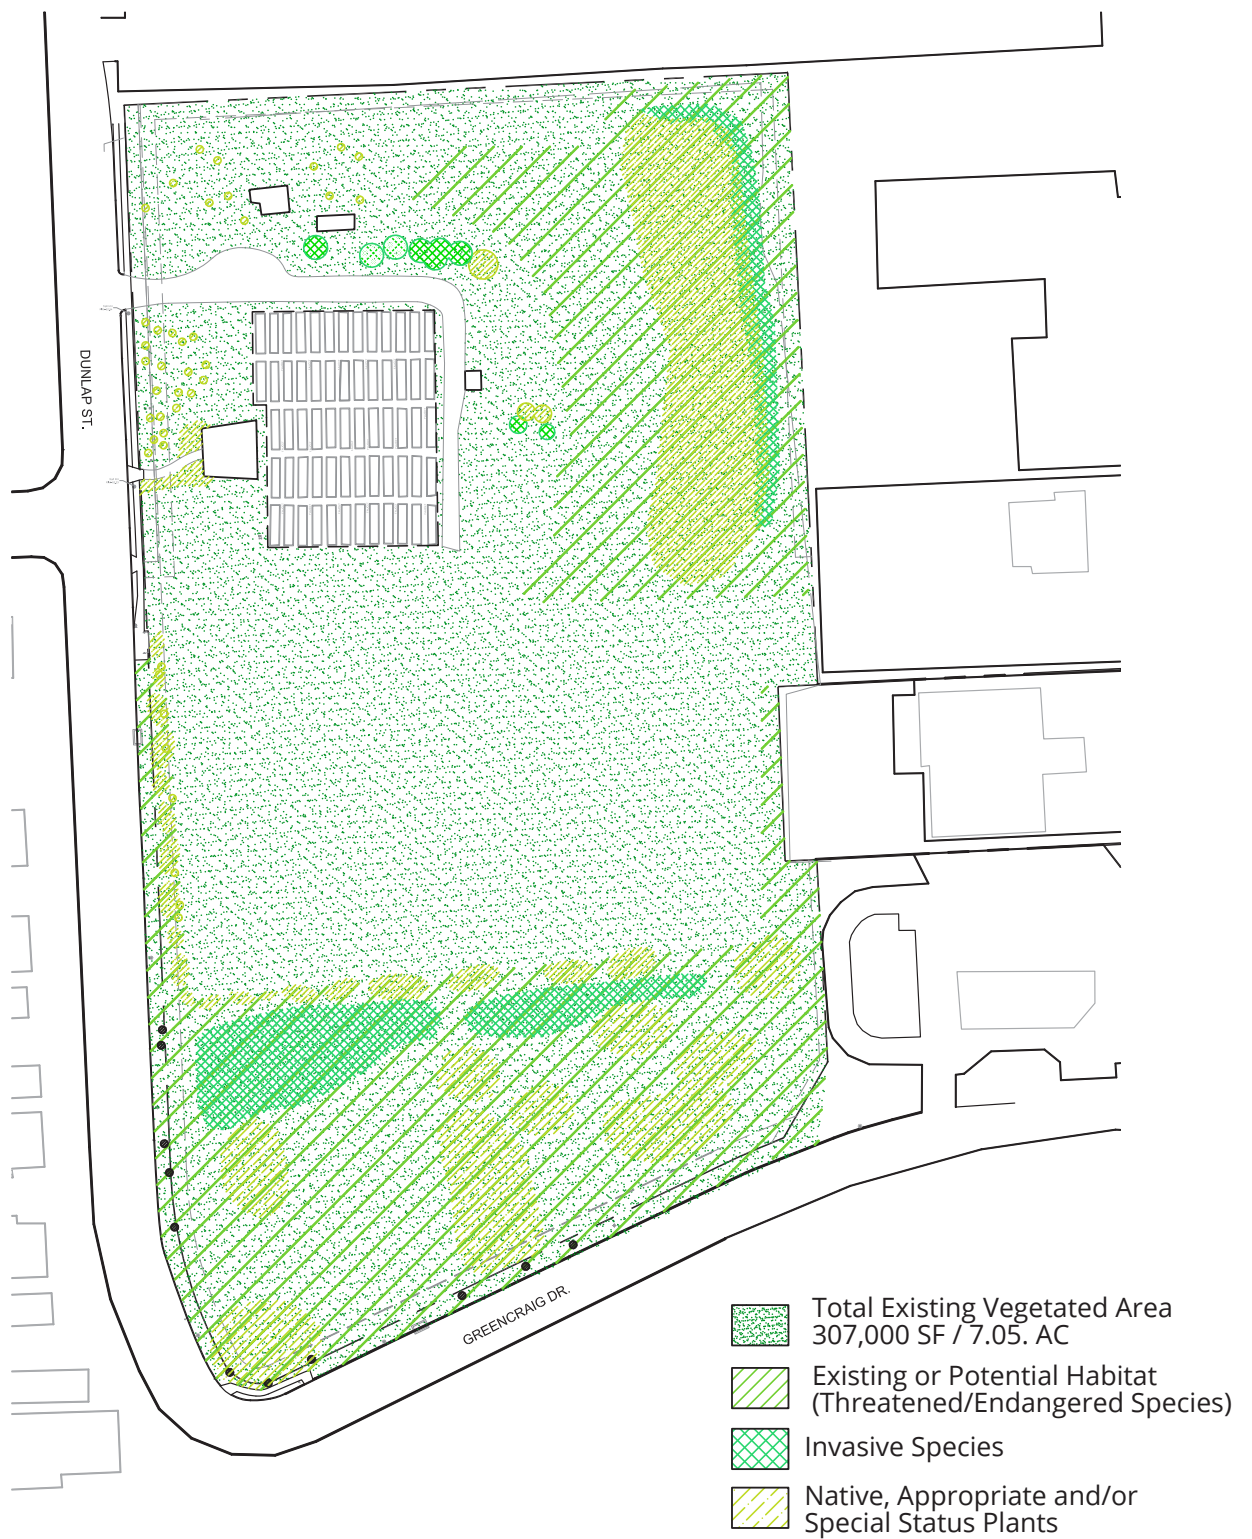 DUNLAP ST.
GREENCRAIG DR.
Total Existing Vegetated Area
307,000 SF / 7.05. AC
Existing or Potential Habitat
(Threatened/Endangered Species)
Invasive Species
Native, Appropriate and/or
Special Status Plants